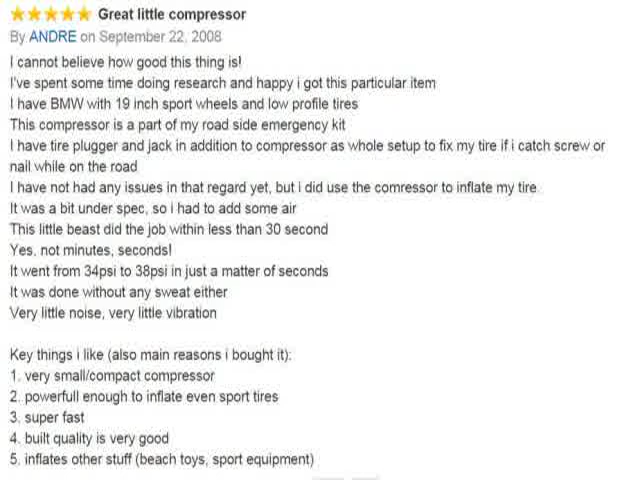 Great little compressor
By ANDRE on September 22, 2008
I cannot believe how good this thing is!
I've spent some time doing research and happy i got this particular item
I have BMW with 19 inch sport wheels and low profile tires
This compressor is a part of my road side emergency kit
I have tire plugger and jack in addition to compressor as whole setup to fix my tire if i catch screw or
nail while on the road
I have not had any issues in that regard yet, but i did use the comressor to inflate my tire.
It was a bit under spec, so i had to add some air
This little beast did the job within less than 30 second
Yes, not minutes, seconds!
It went from 34psi to 38psi in just a matter of seconds
It was done without any sweat either
Very little noise, very little vibration
Key things i like (also main reasons i bought it):
1. very small/compact compressor
2. powerfull enough to inflate even sport tires
3. super fast
4. built quality is very good
5. inflates other stuff (beach toys, sport equipment)